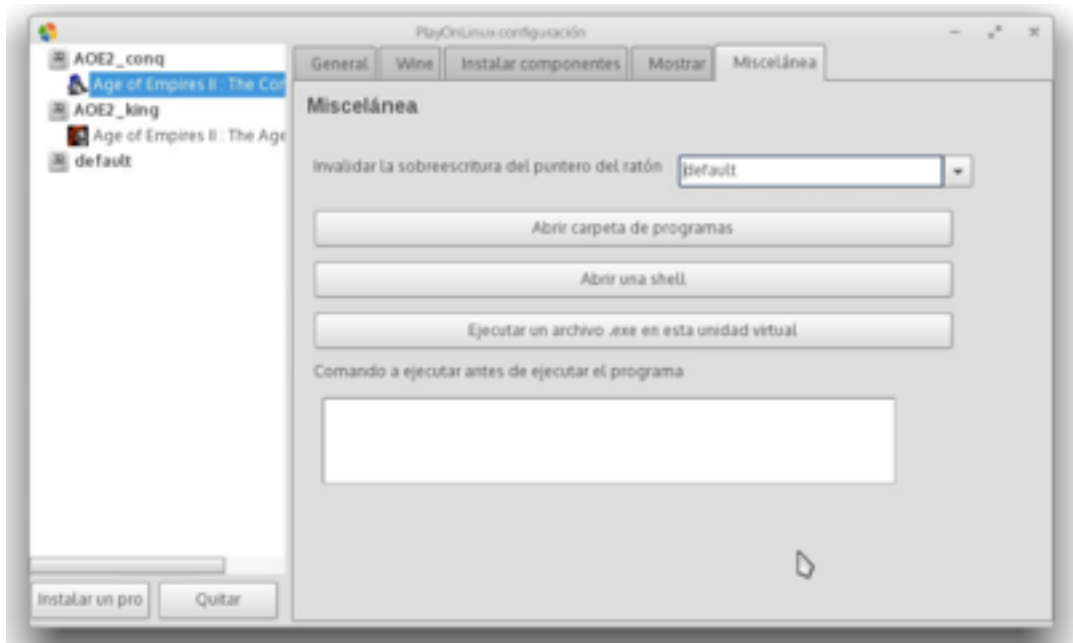 PlayOnLinux configuración
AOE2_conq
Age of Empires II : The Con
AOE2_king
Age of Empires II : The Age
default
General
Wine
Instalar componentes
Mostrar
Miscelánea
Miscelánea
Invalidar la sobreescritura del puntero del ratón
default
Abrir carpeta de programas
Abrir una shell
Ejecutar un archivo .exe en esta unidad virtual
Comando a ejecutar antes de ejecutar el programa
Instalar un pro
Quitar